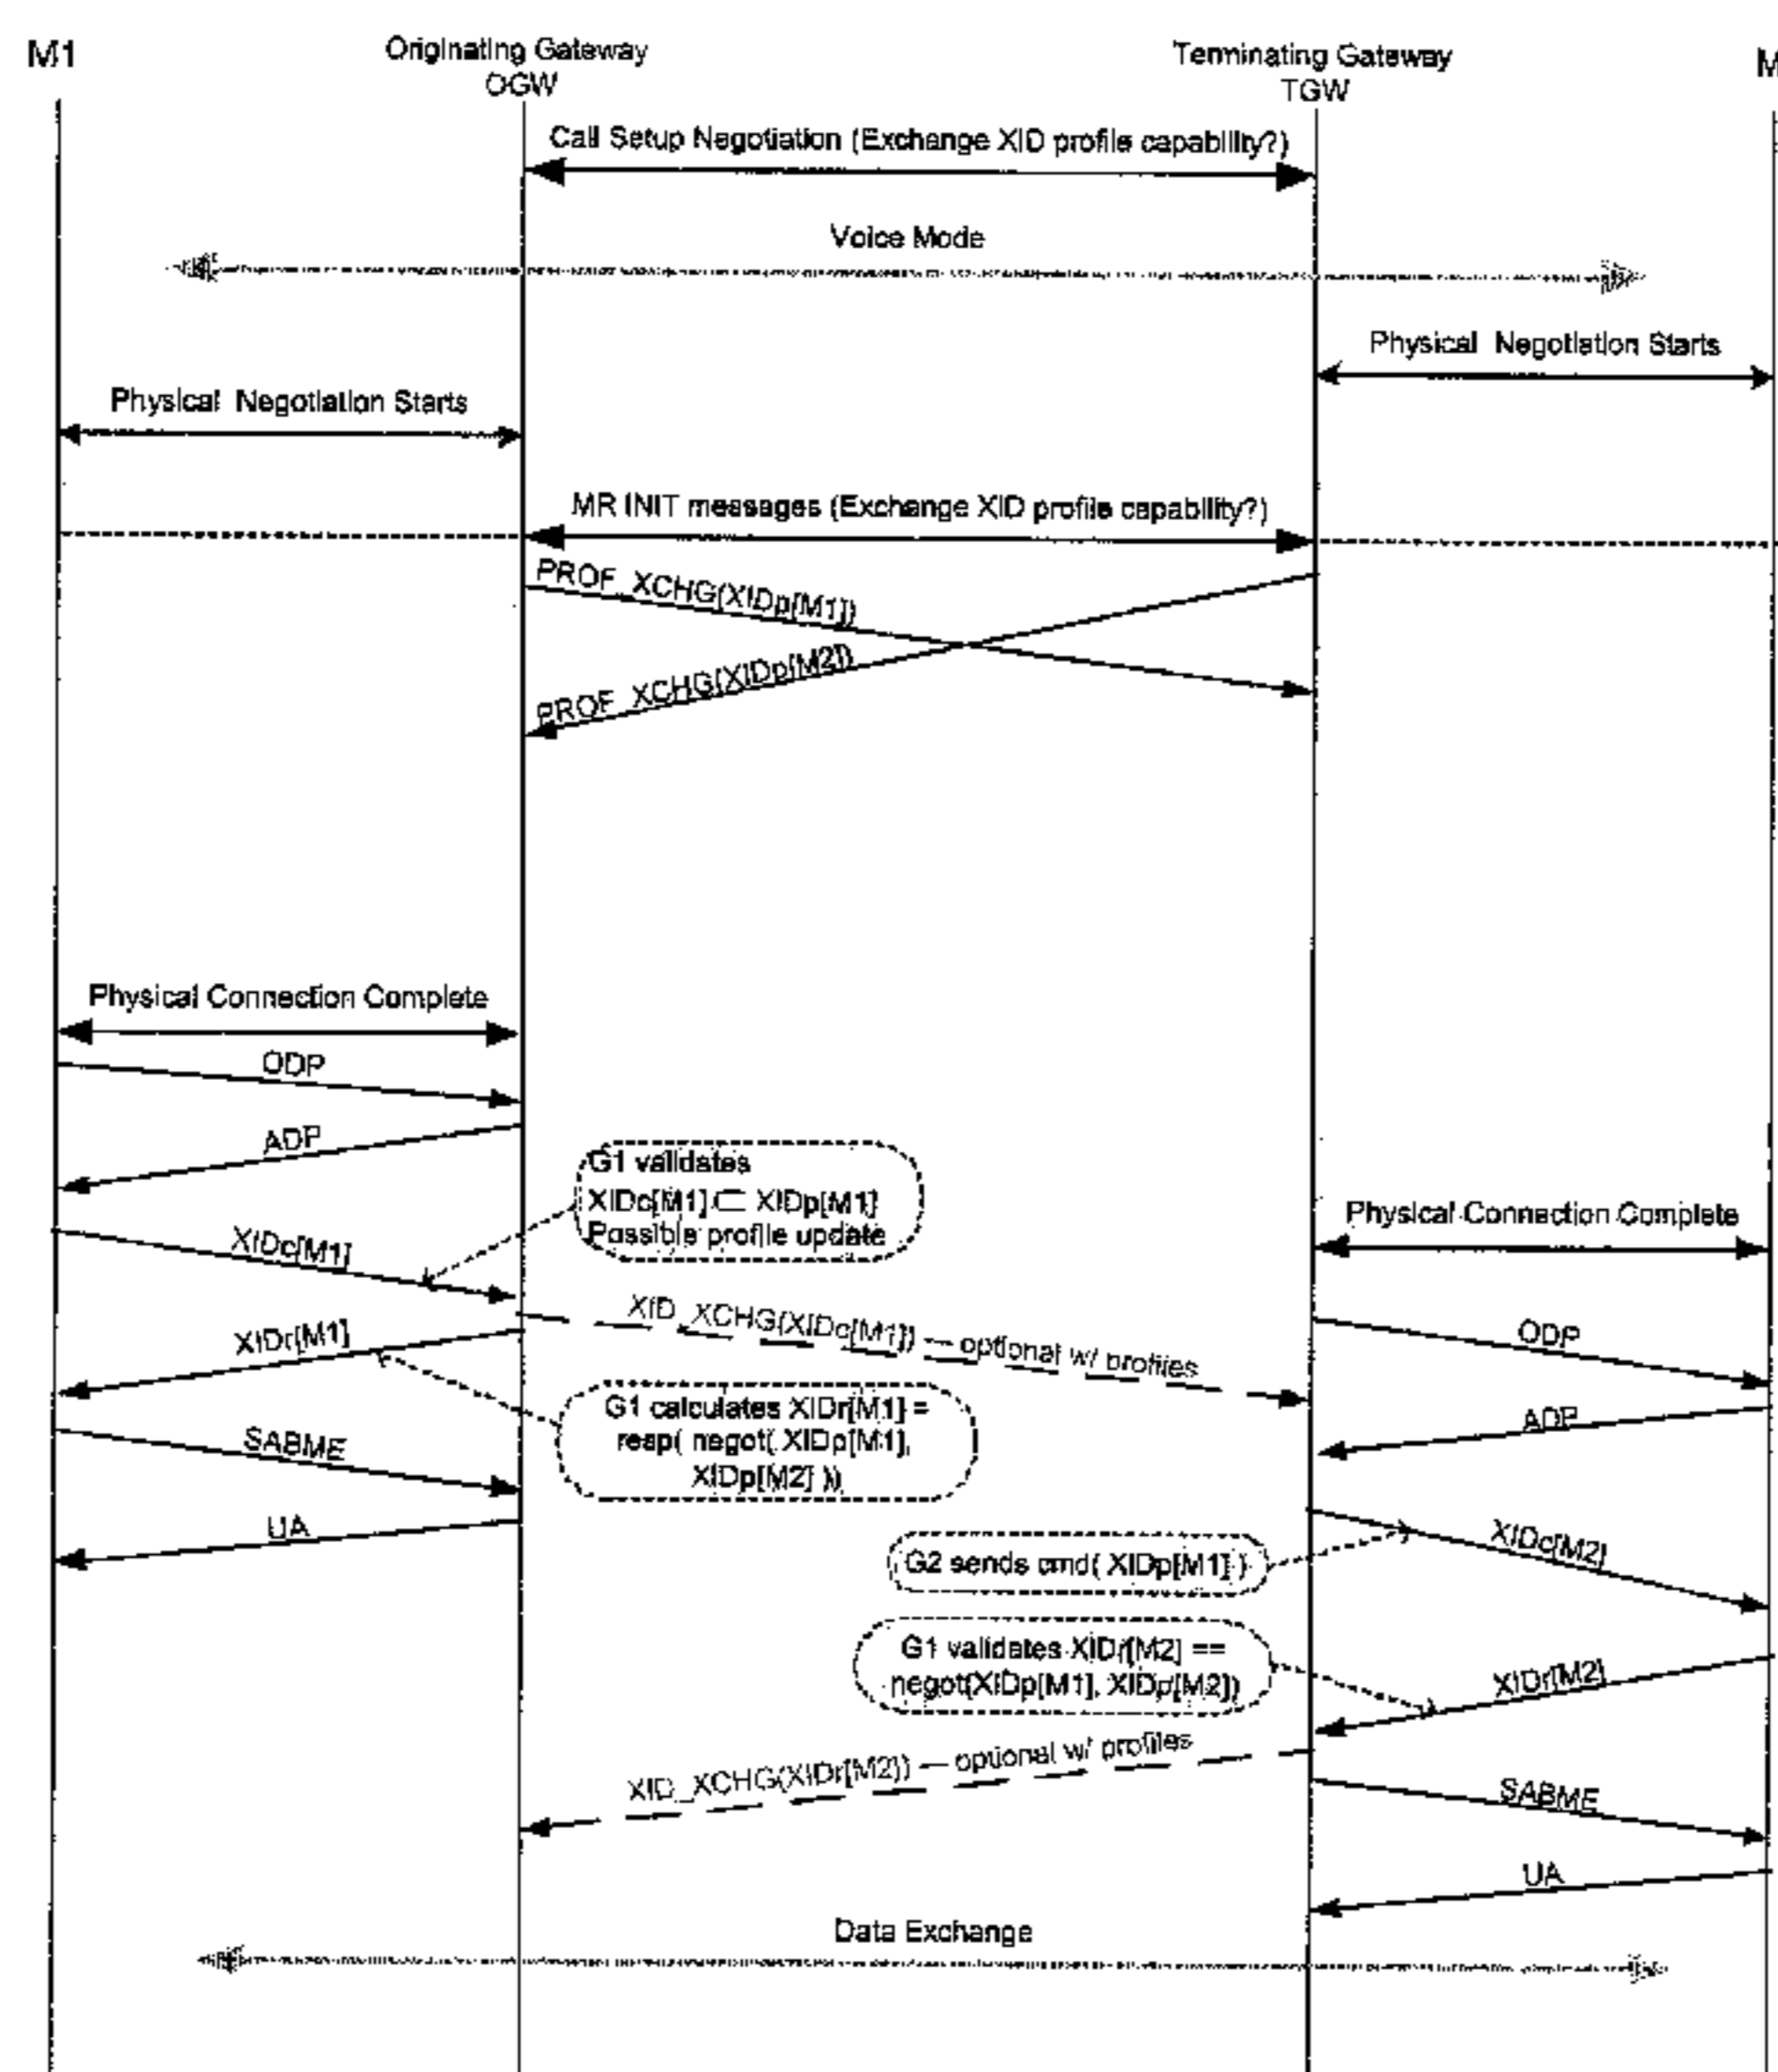 M1
Originating Gateway
OGW
Terminating Gateway
TGW
M
Call Setup Negotiation (Exchange XID profile capability?)
Voice Mode
Physical Negotiation Starts
Physical Negotiation Starts
MR INIT messages (Exchange XID profile capability?)
PROF_XCHG(XIDp[M1])
PROF_XCHG(XIDp[M2])
Physical Connection Complete
ODP
ADP
G1 validates
XIDc[M1] ⊂ XIDp[M1]
Possible profile update
Physical Connection Complete
XIDc[M1]
XID_XCHG(XIDc[M1]) — optional w/ profiles
XIDr[M1]
ODP
G1 calculates XIDr[M1] =
resp( negot( XIDp[M1],
XIDp[M2] ))
ADP
SABME
UA
G2 sends cmd( XIDp[M1] )
XIDc[M2]
G1 validates XIDr[M2] ==
negot(XIDp[M1], XIDp[M2])
XIDr[M2]
XID_XCHG(XIDr[M2]) — optional w/ profiles
SABME
UA
Data Exchange